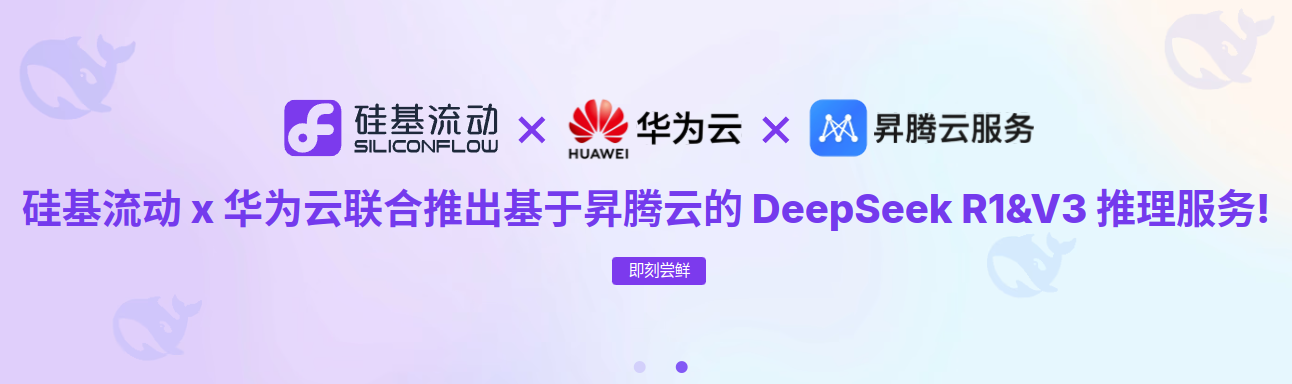 硅基流动 SILICONFLOW × HUAWEI 华为云 × 昇腾云服务
硅基流动 x 华为云联合推出基于昇腾云的 DeepSeek R1&V3 推理服务!
即刻尝鲜